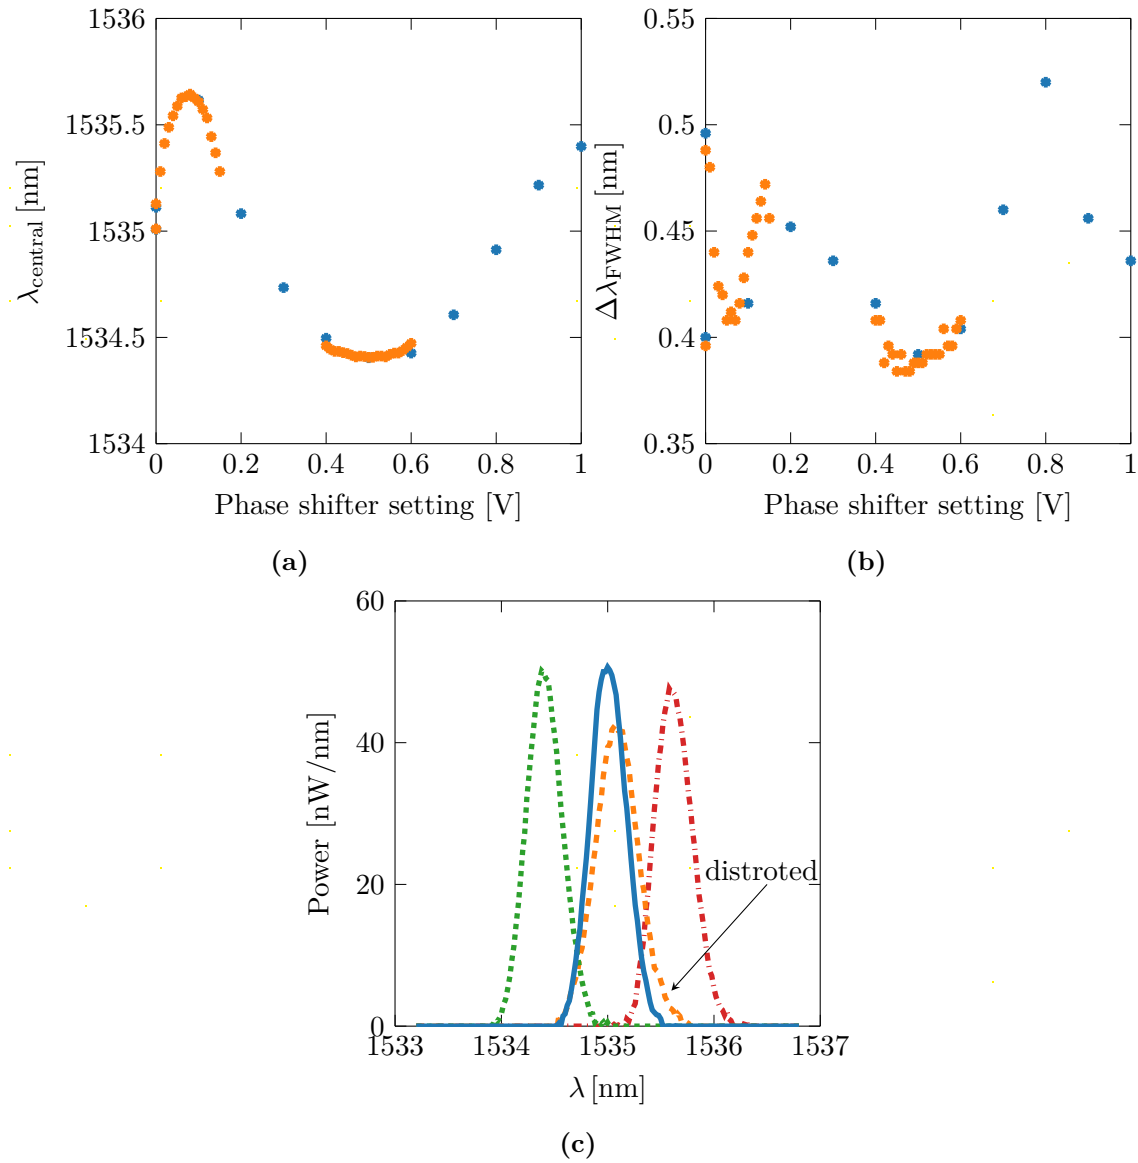 1536
1535.5
1535
1534.5
1534
λcentral [nm]
0 0.2 0.4 0.6 0.8 1
Phase shifter setting [V]
(a)
0.55
0.5
0.45
0.4
0.35
ΔλFWHM [nm]
0 0.2 0.4 0.6 0.8 1
Phase shifter setting [V]
(b)
60
40
20
0
Power [nW/nm]
distroted
1533 1534 1535 1536 1537
λ [nm]
(c)